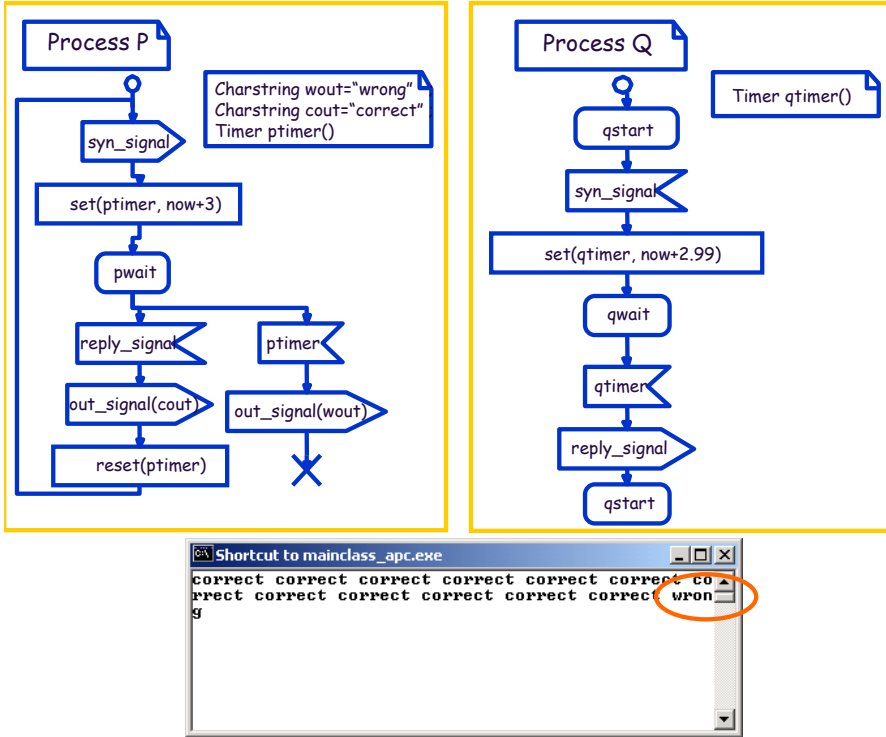 Process P
Charstring wout="wrong"
Charstring cout="correct"
Timer ptimer()
syn_signal
set(ptimer, now+3)
pwait
reply_signal
ptimer
out_signal(cout)
out_signal(wout)
reset(ptimer)
Process Q
Timer qtimer()
qstart
syn_signal
set(qtimer, now+2.99)
qwait
qtimer
reply_signal
qstart
Shortcut to mainclass_apc.exe
correct correct correct correct correct correct co
rrect correct correct correct correct correct wron
g